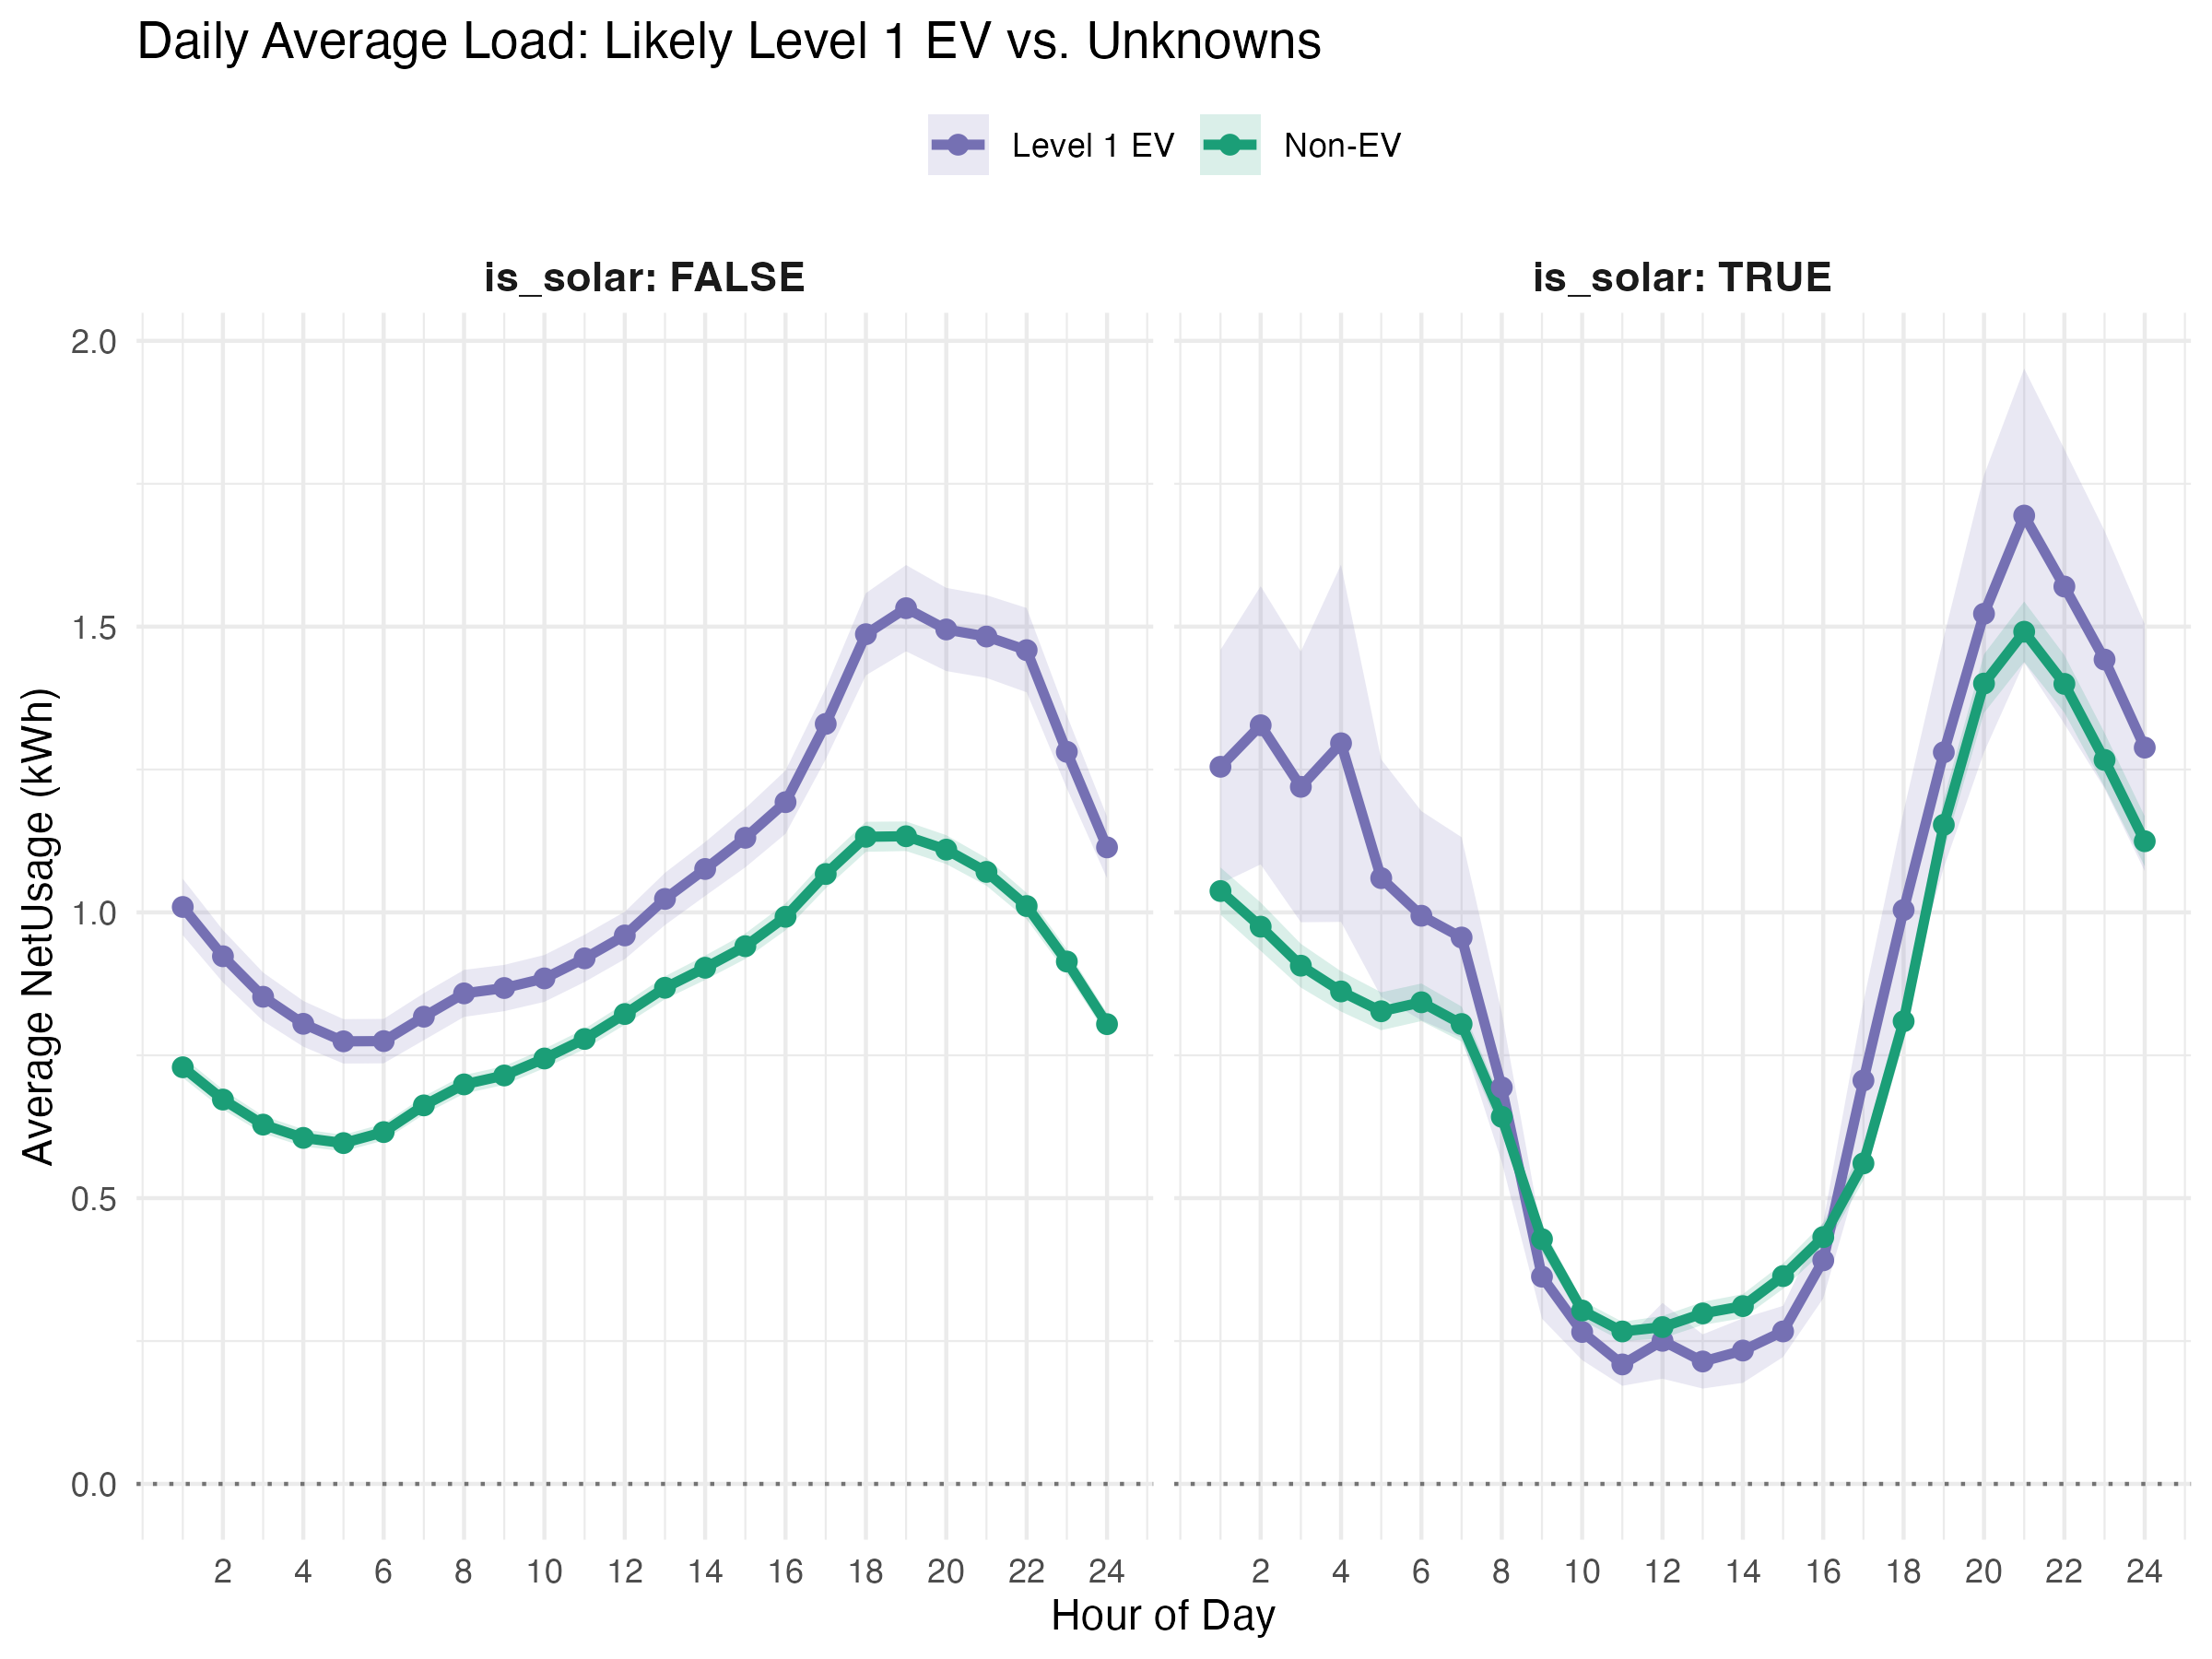 Daily Average Load: Likely Level 1 EV vs. Unknowns
Level 1 EV
Non-EV
is_solar: FALSE
is_solar: TRUE
Average NetUsage (kWh)
2.0
1.5
1.0
0.5
0.0
2 4 6 8 10 12 14 16 18 20 22 24
2 4 6 8 10 12 14 16 18 20 22 24
Hour of Day